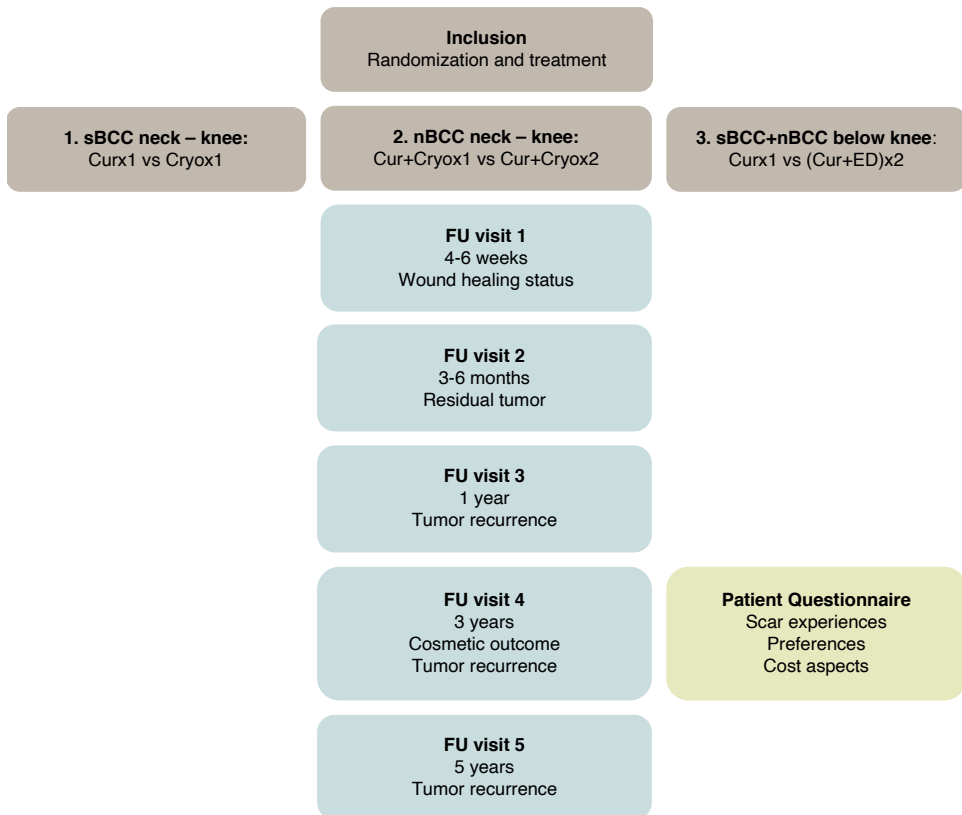 Inclusion
Randomization and treatment
1. sBCC neck – knee:
Curx1 vs Cryox1
2. nBCC neck – knee:
Cur+Cryox1 vs Cur+Cryox2
3. sBCC+nBCC below knee:
Curx1 vs (Cur+ED)x2
FU visit 1
4-6 weeks
Wound healing status
FU visit 2
3-6 months
Residual tumor
FU visit 3
1 year
Tumor recurrence
FU visit 4
3 years
Cosmetic outcome
Tumor recurrence
Patient Questionnaire
Scar experiences
Preferences
Cost aspects
FU visit 5
5 years
Tumor recurrence